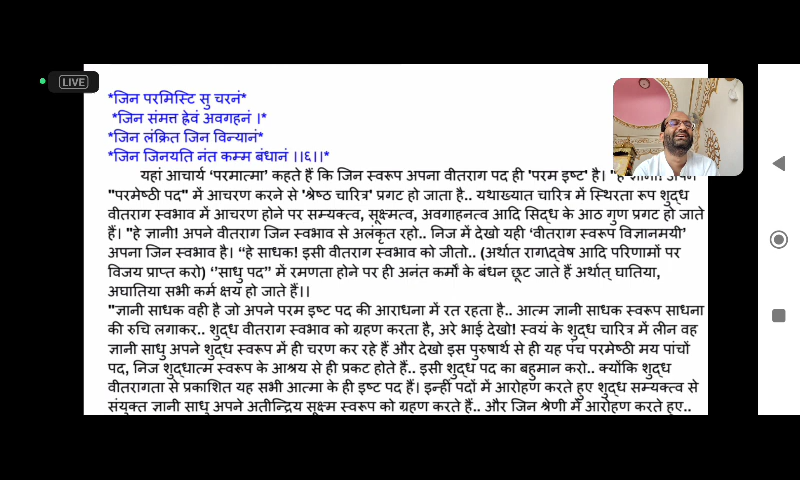 LIVE
*जिन परमिस्टि सु चरनं*
*जिन संमत्त ह्रेवं अवगहनं ।*
*जिन लंक्रित जिन विन्यानं*
*जिन जिनयति नंत कम्म बंधानं ।।६।।*
यहां आचार्य ‘परमात्मा’ कहते हैं कि जिन स्वरूप अपना वीतराग पद ही 'परम इष्ट' है।
"परमेष्ठी पद" में आचरण करने से 'श्रेष्ठ चारित्र' प्रगट हो जाता है.. यथाख्यात चारित्र में स्थिरता रूप शुद्ध
वीतराग स्वभाव में आचरण होने पर सम्यक्त्व, सूक्ष्मत्व, अवगाहनत्व आदि सिद्ध के आठ गुण प्रगट हो जाते
हैं। "हे ज्ञानी! अपने वीतराग जिन स्वभाव से अलंकृत रहो.. निज में देखो यही ‘वीतराग स्वरूप विज्ञानमयी’
अपना जिन स्वभाव है। “हे साधक! इसी वीतराग स्वभाव को जीतो.. (अर्थात राग\द्वेष आदि परिणामों पर
विजय प्राप्त करो) ‘’साधु पद” में रमणता होने पर ही अनंत कर्मों के बंधन छूट जाते हैं अर्थात् घातिया,
अघातिया सभी कर्म क्षय हो जाते हैं।।
"ज्ञानी साधक वही है जो अपने परम इष्ट पद की आराधना में रत रहता है.. आत्म ज्ञानी साधक स्वरूप साधना
की रुचि लगाकर.. शुद्ध वीतराग स्वभाव को ग्रहण करता है, अरे भाई देखो! स्वयं के शुद्ध चारित्र में लीन वह
ज्ञानी साधु अपने शुद्ध स्वरूप में ही चरण कर रहे हैं और देखो इस पुरुषार्थ से ही यह पंच परमेष्ठी मय पांचों
पद, निज शुद्धात्म स्वरूप के आश्रय से ही प्रकट होते हैं.. इसी शुद्ध पद का बहुमान करो.. क्योंकि शुद्ध
वीतरागता से प्रकाशित यह सभी आत्मा के ही इष्ट पद हैं। इन्हीं पदों में आरोहण करते हुए शुद्ध सम्यक्त्व से
संयुक्त ज्ञानी साधु अपने अतीन्द्रिय सूक्ष्म स्वरूप को ग्रहण करते हैं.. और जिन श्रेणी में आरोहण करते हुए..